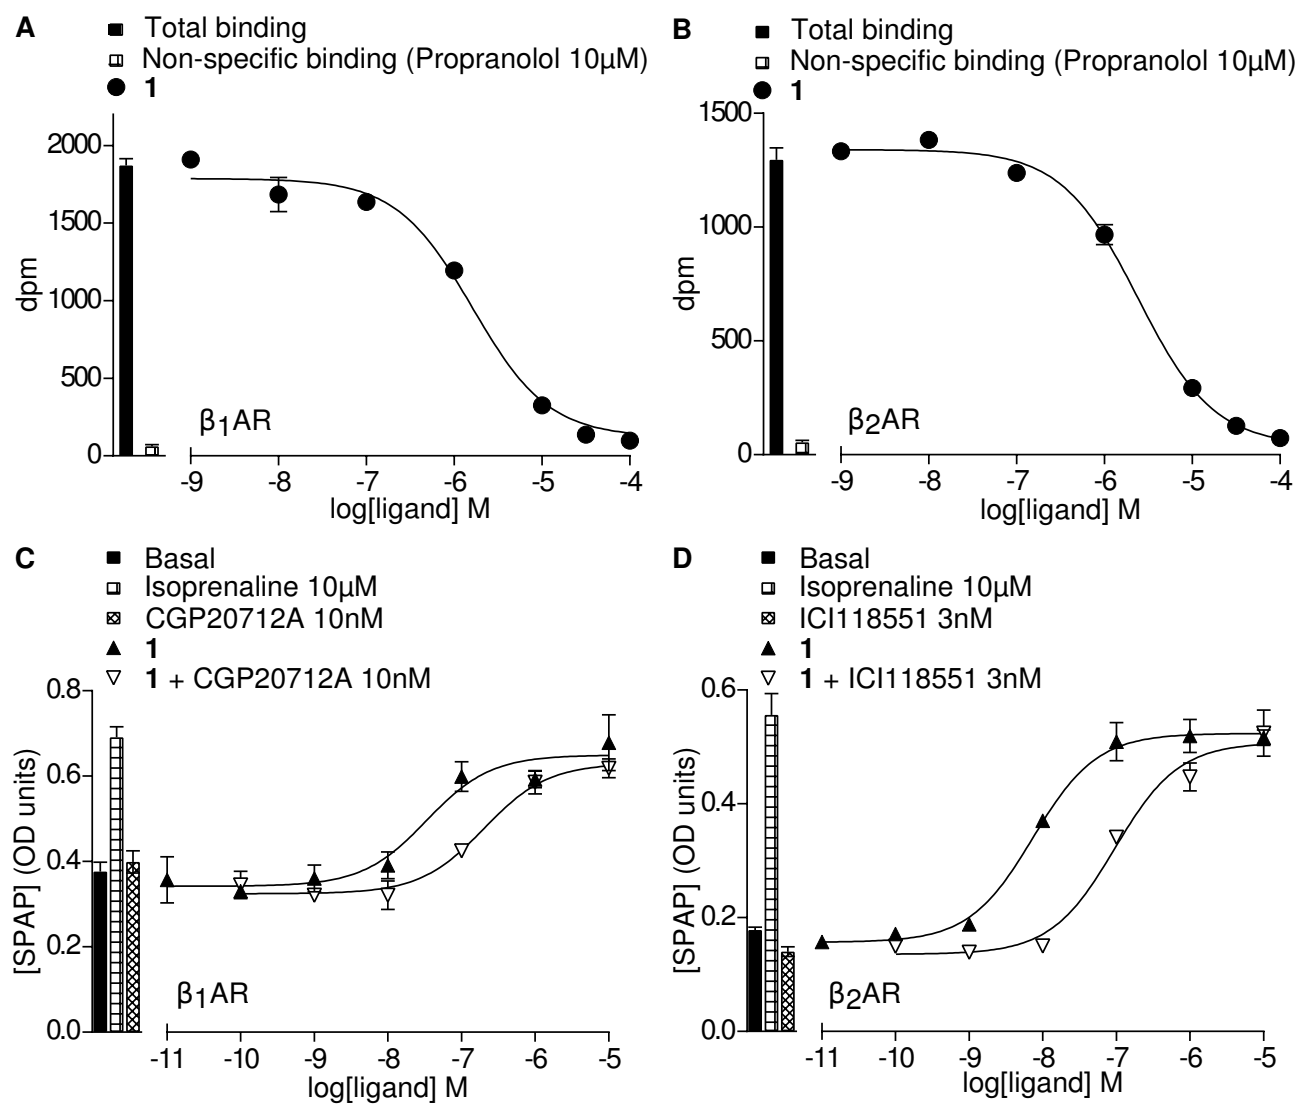 A
Total binding
Non-specific binding (Propranolol 10µM)
1
2000
1500
1000
500
0
dpm
β1AR
-9 -8 -7 -6 -5 -4
log[ligand] M
B
Total binding
Non-specific binding (Propranolol 10µM)
1
1500
1000
500
0
dpm
β2AR
-9 -8 -7 -6 -5 -4
log[ligand] M
C
Basal
Isoprenaline 10µM
CGP20712A 10nM
1
1 + CGP20712A 10nM
0.8
0.6
0.4
0.2
0.0
[SPAP] (OD units)
β1AR
-11 -10 -9 -8 -7 -6 -5
log[ligand] M
D
Basal
Isoprenaline 10µM
ICI118551 3nM
1
1 + ICI118551 3nM
0.6
0.4
0.2
0.0
[SPAP] (OD units)
β2AR
-11 -10 -9 -8 -7 -6 -5
log[ligand] M